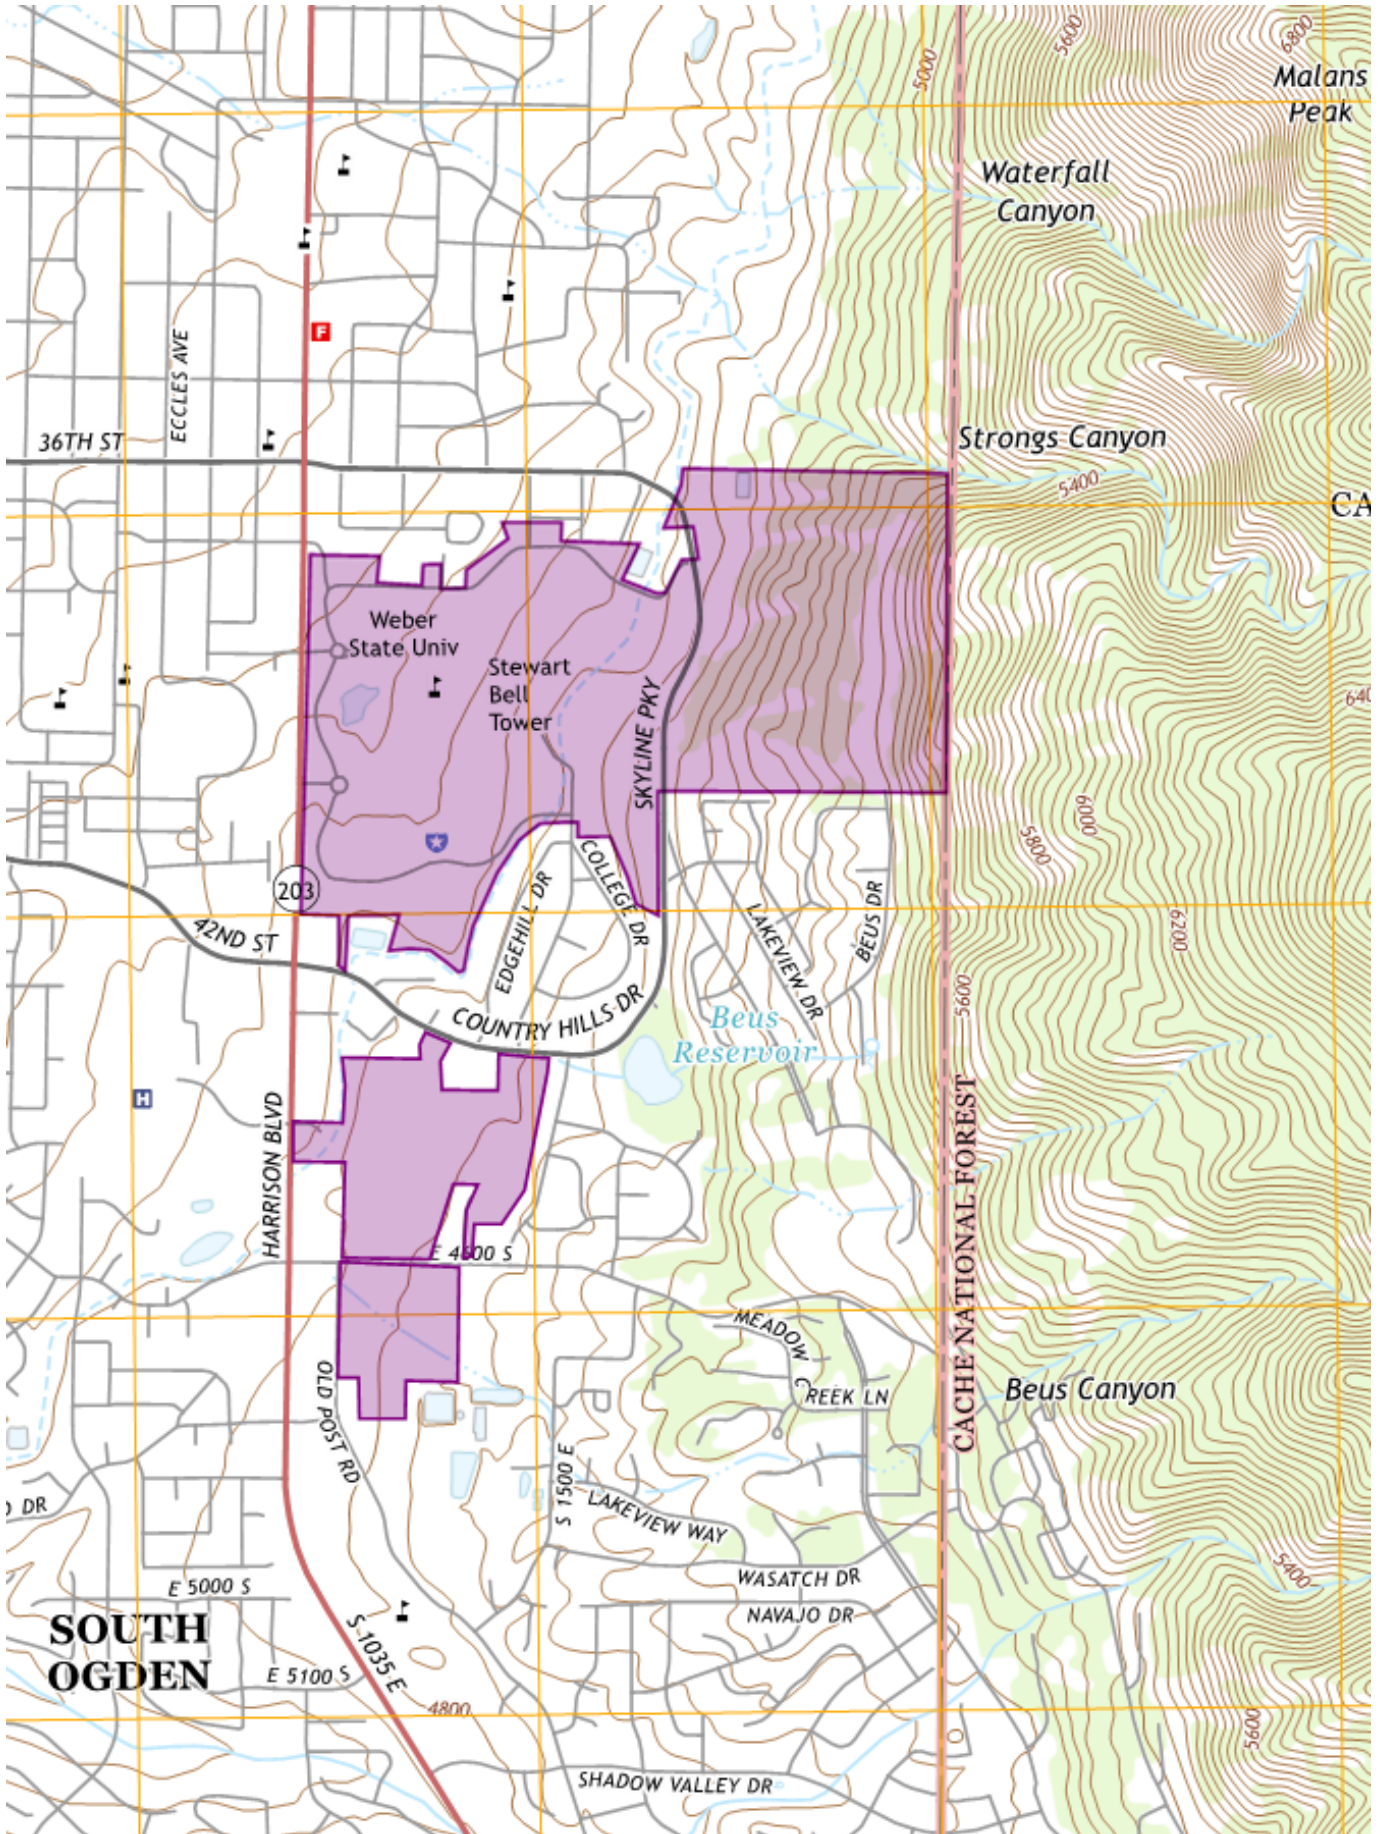 5600
6800
5000
Malans
Peak
Waterfall
Canyon
ECCLES AVE
F
36TH ST
Strongs Canyon
5400
CA
Weber
State Univ
Stewart
Bell
Tower
SKYLINE PKY
640
6000
5800
203
COLLEGE DR
EDGEHILL DR
LAKEVIEW DR
BEUS DR
6200
42ND ST
COUNTRY HILLS DR
Beus
Reservoir
5600
H
HARRISON BLVD
CACHE NATIONAL FOREST
E 4600 S
MEADOW CREEK LN
OLD POST RD
Beus Canyon
S 1500 E
D DR
LAKEVIEW WAY
5400
WASATCH DR
E 5000 S
NAVAJO DR
SOUTH
OGDEN
S 1035 E
E 5100 S
4800
5600
SHADOW VALLEY DR